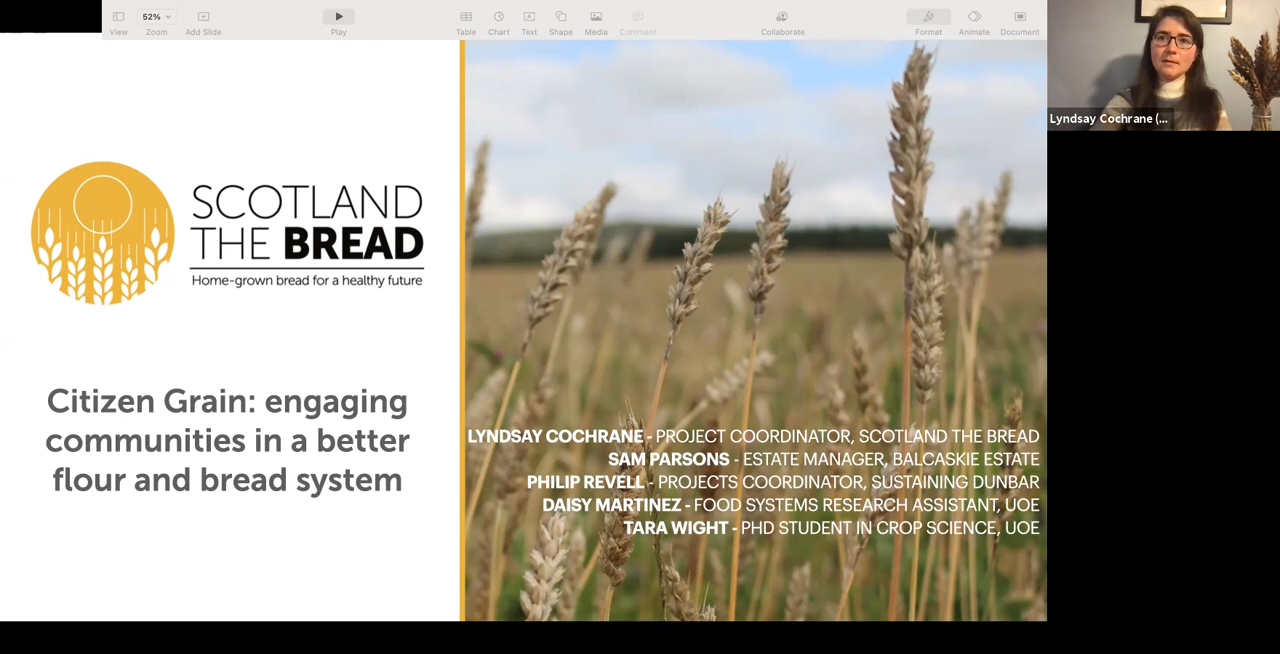 View
52%
Zoom
Add Slide
Play
Table
Chart
Text
Shape
Media
Comment
Collaborate
Format
Animate
Document
Lyndsay Cochrane (...
SCOTLAND
THE BREAD
Home-grown bread for a healthy future
Citizen Grain: engaging
communities in a better
flour and bread system
LYNDSAY COCHRANE - PROJECT COORDINATOR, SCOTLAND THE BREAD
SAM PARSONS - ESTATE MANAGER, BALCASKIE ESTATE
PHILIP REVELL - PROJECTS COORDINATOR, SUSTAINING DUNBAR
DAISY MARTINEZ - FOOD SYSTEMS RESEARCH ASSISTANT, UOE
TARA WIGHT - PHD STUDENT IN CROP SCIENCE, UOE